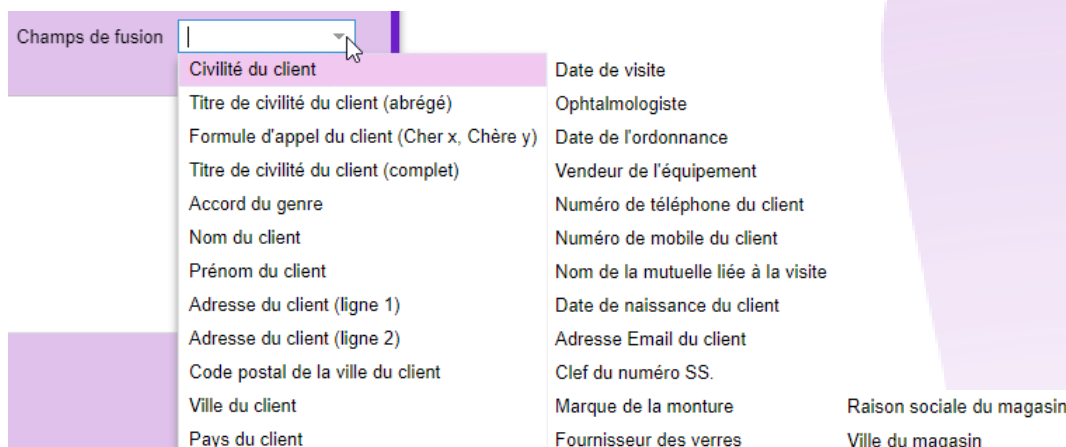 Champs de fusion
Civilité du client
Titre de civilité du client (abrégé)
Formule d'appel du client (Cher x, Chère y)
Titre de civilité du client (complet)
Accord du genre
Nom du client
Prénom du client
Adresse du client (ligne 1)
Adresse du client (ligne 2)
Code postal de la ville du client
Ville du client
Pays du client
Date de visite
Ophtalmologiste
Date de l'ordonnance
Vendeur de l'équipement
Numéro de téléphone du client
Numéro de mobile du client
Nom de la mutuelle liée à la visite
Date de naissance du client
Adresse Email du client
Clef du numéro SS.
Marque de la monture
Fournisseur des verres
Raison sociale du magasin
Ville du magasin